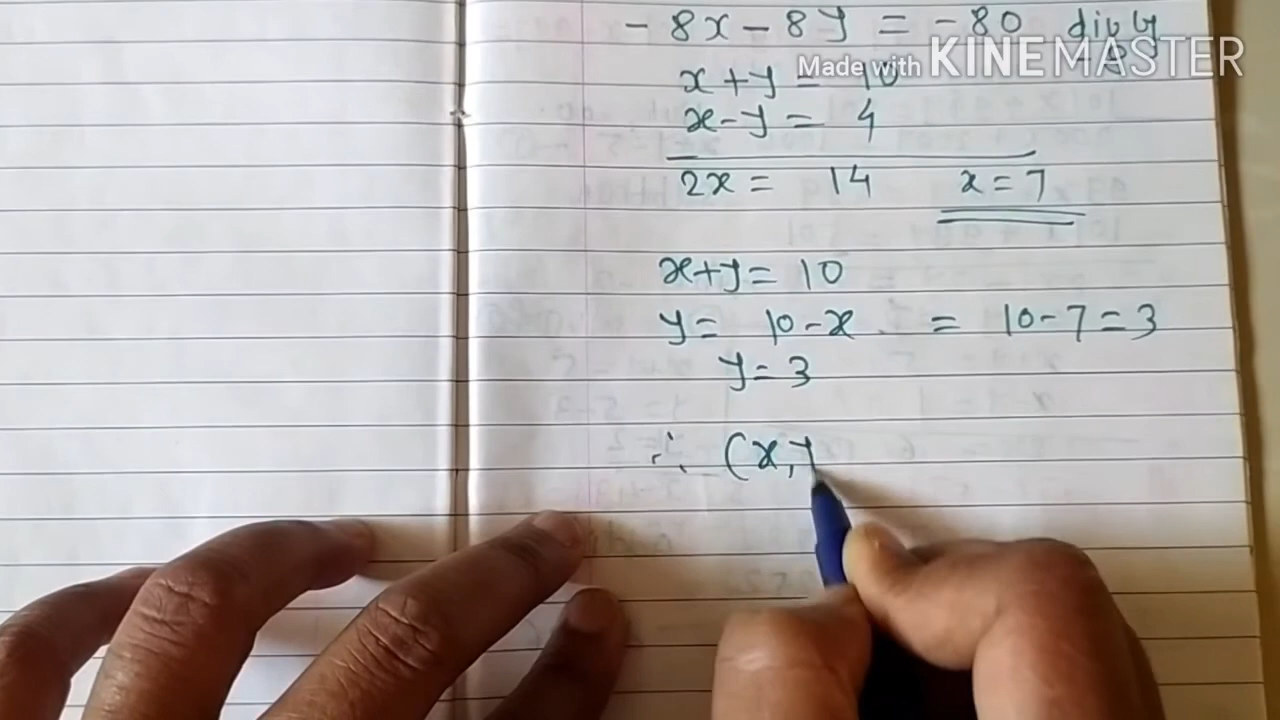 - 8x - 8y = - 80 div by
Made with KINEMASTER
x + y = 10
x - y = 4
2x = 14 x = 7
x + y = 10
y = 10 - x = 10 - 7 = 3
y = 3
∴ (x, y